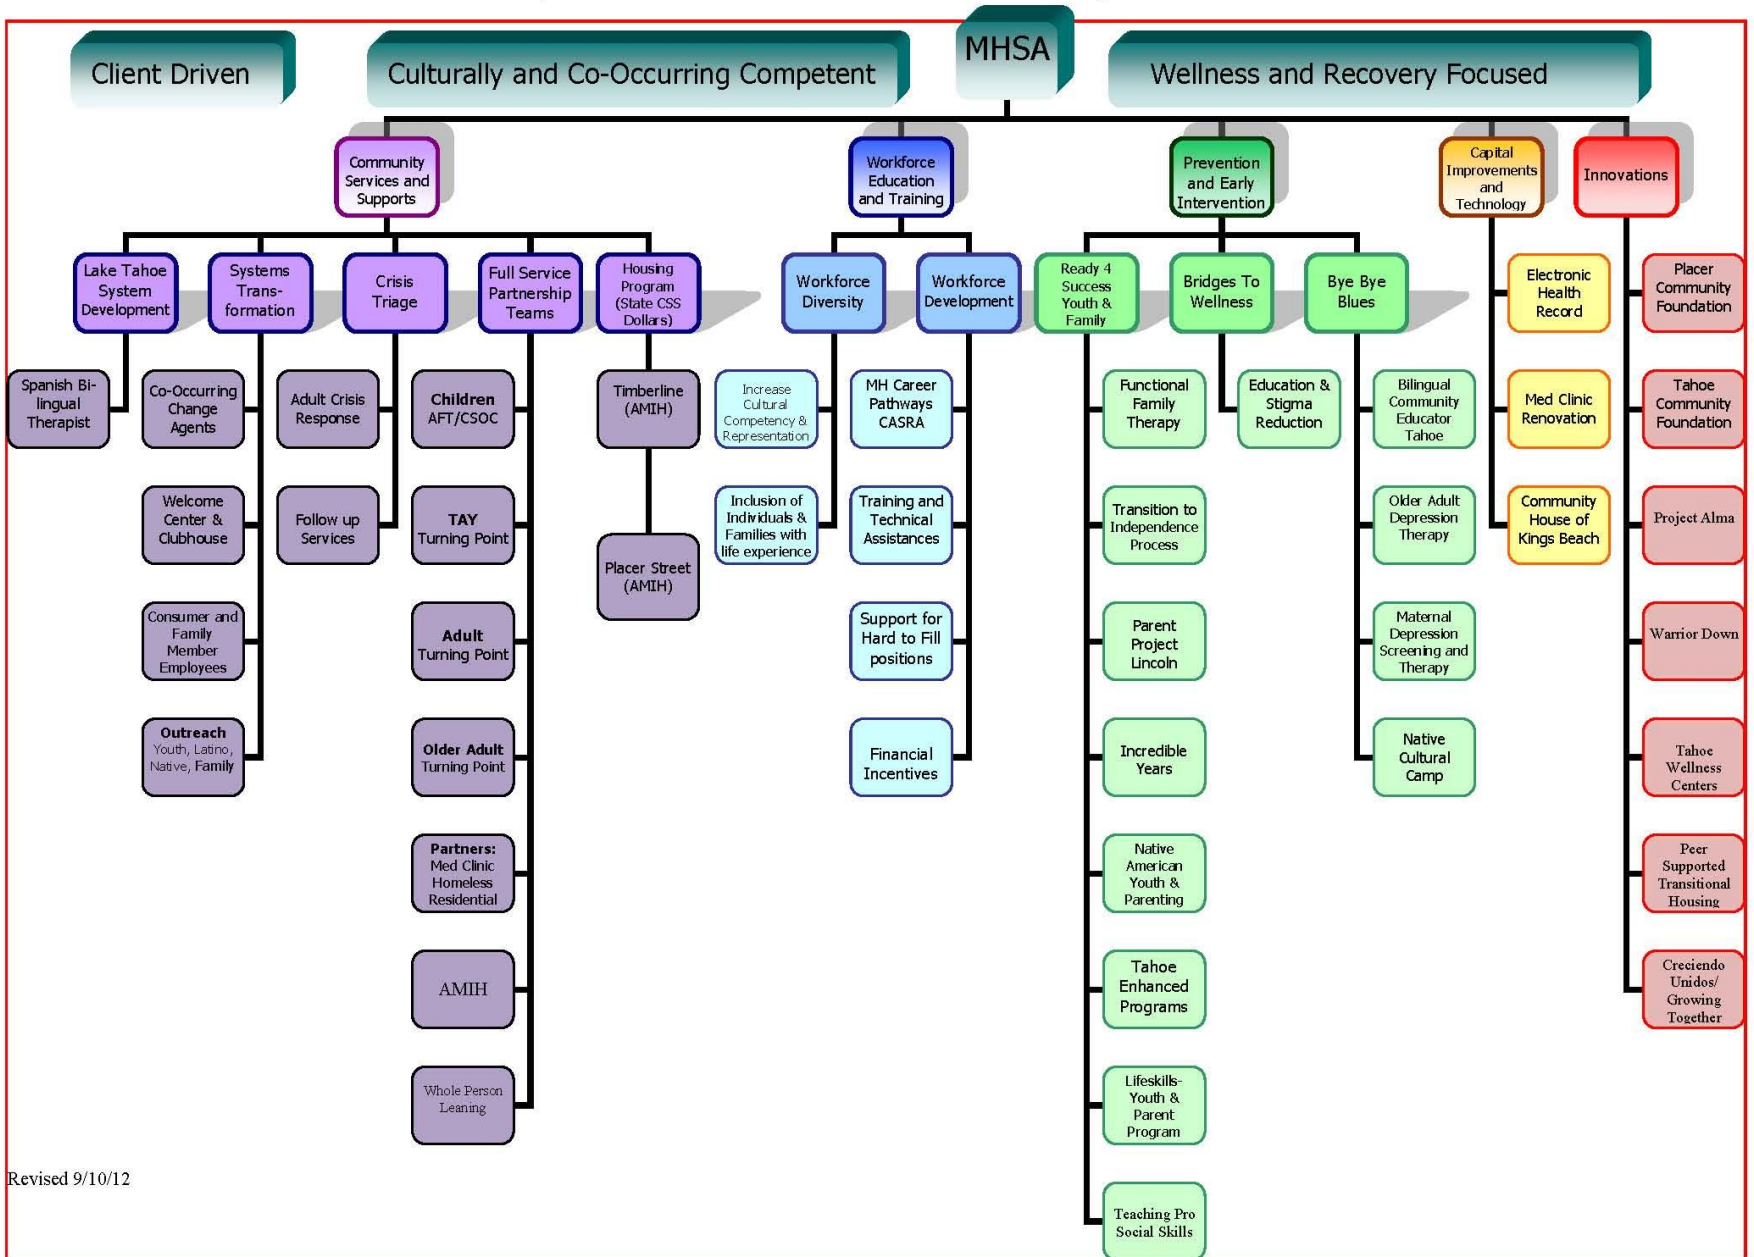 Client Driven
Culturally and Co-Occurring Competent
MHSA
Wellness and Recovery Focused
Community
Services and
Supports
Workforce
Education
and Training
Prevention
and Early
Intervention
Capital
Improvements
and
Technology
Innovations
Lake Tahoe
System
Development
Systems
Trans-
formation
Crisis
Triage
Full Service
Partnership
Teams
Housing
Program
(State CSS
Dollars)
Workforce
Diversity
Workforce
Development
Ready 4
Success
Youth &
Family
Bridges To
Wellness
Bye Bye
Blues
Spanish Bi-
lingual
Therapist
Co-Occurring
Change
Agents
Welcome
Center &
Clubhouse
Consumer and
Family
Member
Employees
Outreach
Youth, Latino,
Native, Family
Adult Crisis
Response
Follow up
Services
Children
AFT/CSOC
TAY
Turning Point
Adult
Turning Point
Older Adult
Turning Point
Partners:
Med Clinic
Homeless
Residential
AMIH
Whole Person
Leaning
Timberline
(AMIH)
Placer Street
(AMIH)
Increase
Cultural
Competency &
Representation
Inclusion of
Individuals &
Families with
life experience
MH Career
Pathways
CASRA
Training and
Technical
Assistances
Support for
Hard to Fill
positions
Financial
Incentives
Functional
Family
Therapy
Transition to
Independence
Process
Parent
Project
Lincoln
Incredible
Years
Native
American
Youth &
Parenting
Tahoe
Enhanced
Programs
Lifeskills-
Youth &
Parent
Program
Teaching Pro
Social Skills
Education &
Stigma
Reduction
Bilingual
Community
Educator
Tahoe
Older Adult
Depression
Therapy
Maternal
Depression
Screening and
Therapy
Native
Cultural
Camp
Electronic
Health
Record
Med Clinic
Renovation
Community
House of
Kings Beach
Placer
Community
Foundation
Tahoe
Community
Foundation
Project Alma
Warrior Down
Tahoe
Wellness
Centers
Peer
Supported
Transitional
Housing
Creciendo
Unidos/
Growing
Together
Revised 9/10/12